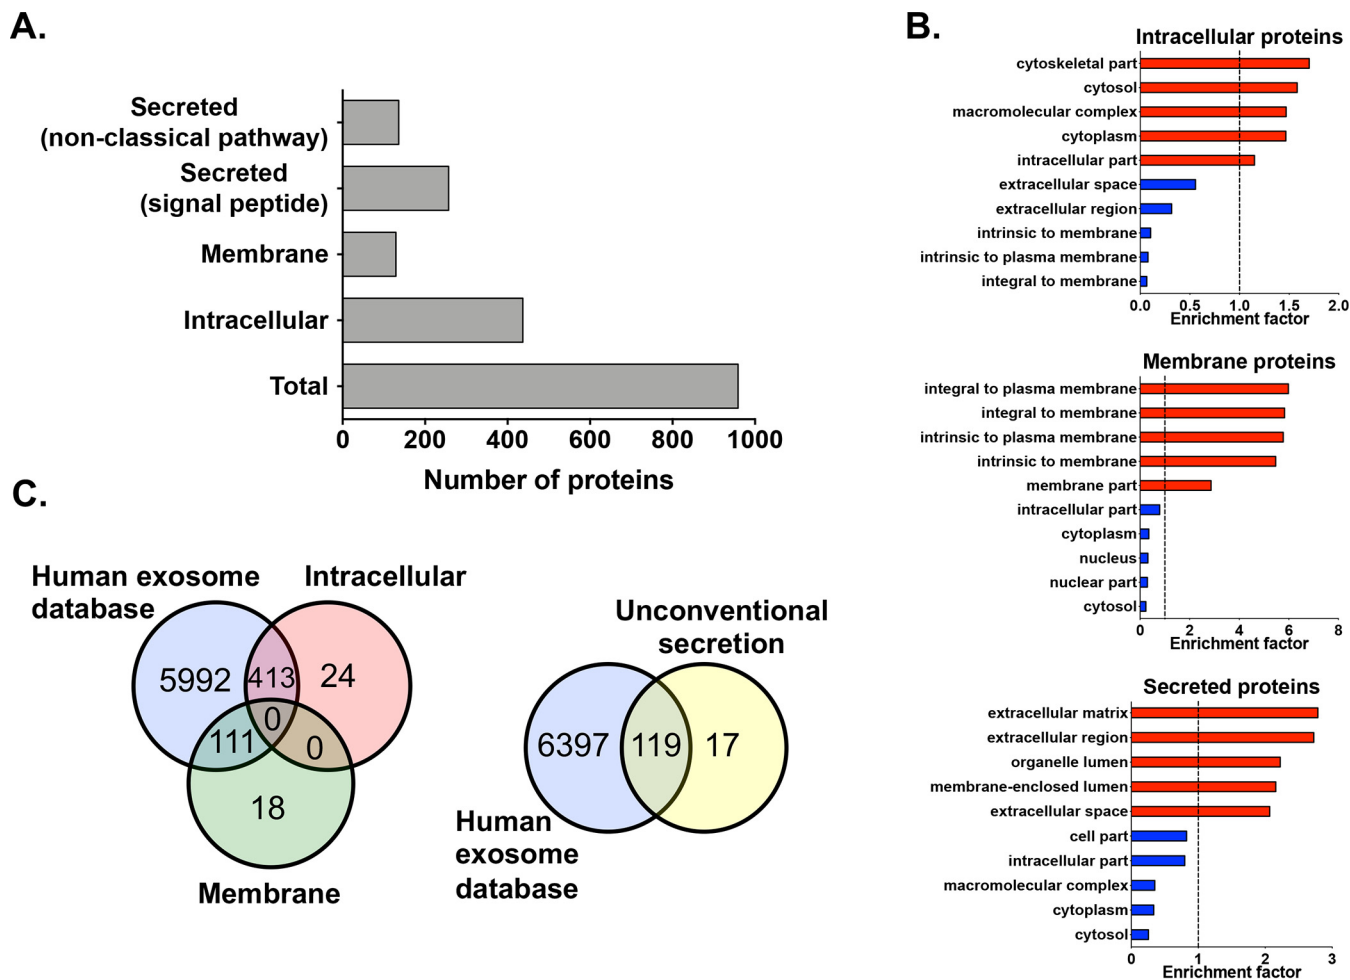 A.
Secreted
(non-classical pathway)
Secreted
(signal peptide)
Membrane
Intracellular
Total
0 200 400 600 800 1000
Number of proteins
B.
Intracellular proteins
cytoskeletal part
cytosol
macromolecular complex
cytoplasm
intracellular part
extracellular space
extracellular region
intrinsic to membrane
intrinsic to plasma membrane
integral to membrane
0.0 0.5 1.0 1.5 2.0
Enrichment factor
Membrane proteins
integral to plasma membrane
integral to membrane
intrinsic to plasma membrane
intrinsic to membrane
membrane part
intracellular part
cytoplasm
nucleus
nuclear part
cytosol
0 2 4 6 8
Secreted proteins
extracellular matrix
extracellular region
organelle lumen
membrane-enclosed lumen
extracellular space
cell part
intracellular part
macromolecular complex
cytoplasm
cytosol
0 1 2 3
Enrichment factor
C.
Human exosome
database
Intracellular
5992 413 24
0
111 0
18
Membrane
Unconventional
secretion
6397 119 17
Human
exosome
database